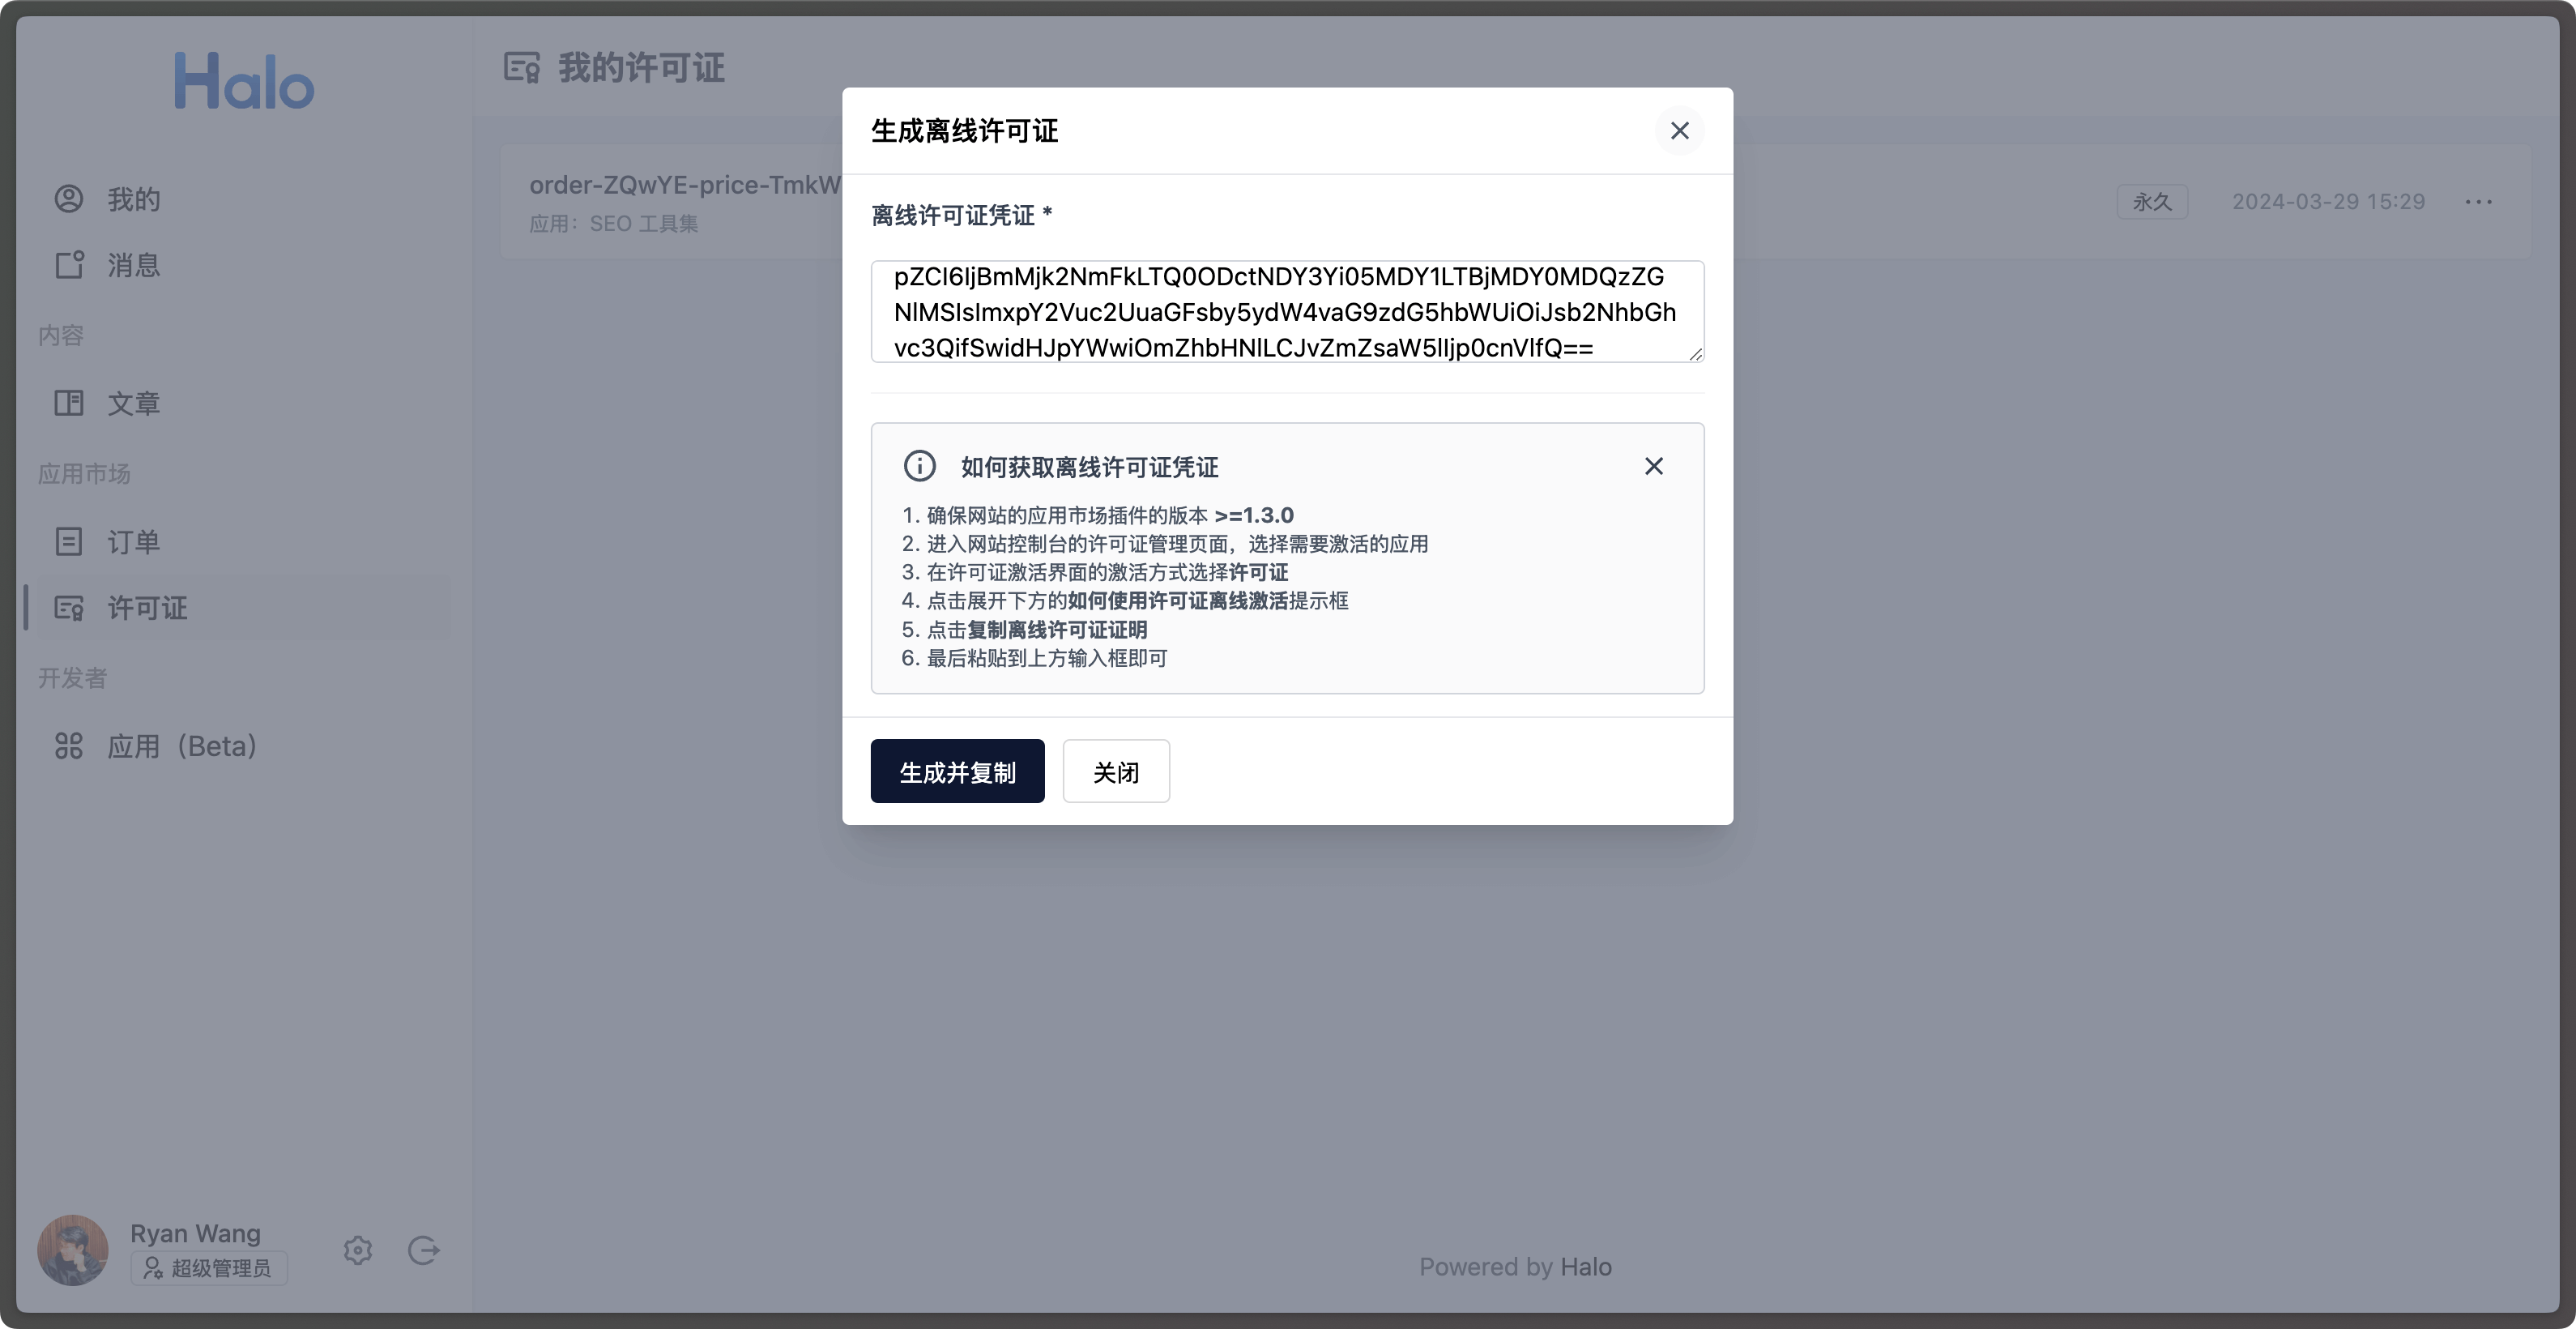 Halo
我的
消息
内容
文章
应用市场
订单
许可证
开发者
应用（Beta）
Ryan Wang
超级管理员
我的许可证
order-ZQwYE-price-TmkW
应用：SEO 工具集
永久
2024-03-29 15:29
生成离线许可证
离线许可证凭证 *
pZCI6IjBmMjk2NmFkLTQ0ODctNDY3Yi05MDY1LTBjMDY0MDQzZG
NlMSIsImxpY2Vuc2UuaGFsby5ydW4vaG9zdG5hbWUiOiJsb2NhbGh
vc3QifSwidHJpYWwiOmZhbHNlLCJvZmZsaW5lIjp0cnVlfQ==
如何获取离线许可证凭证
1. 确保网站的应用市场插件的版本 >=1.3.0
2. 进入网站控制台的许可证管理页面，选择需要激活的应用
3. 在许可证激活界面的激活方式选择许可证
4. 点击展开下方的如何使用许可证离线激活提示框
5. 点击复制离线许可证证明
6. 最后粘贴到上方输入框即可
生成并复制
关闭
Powered by Halo